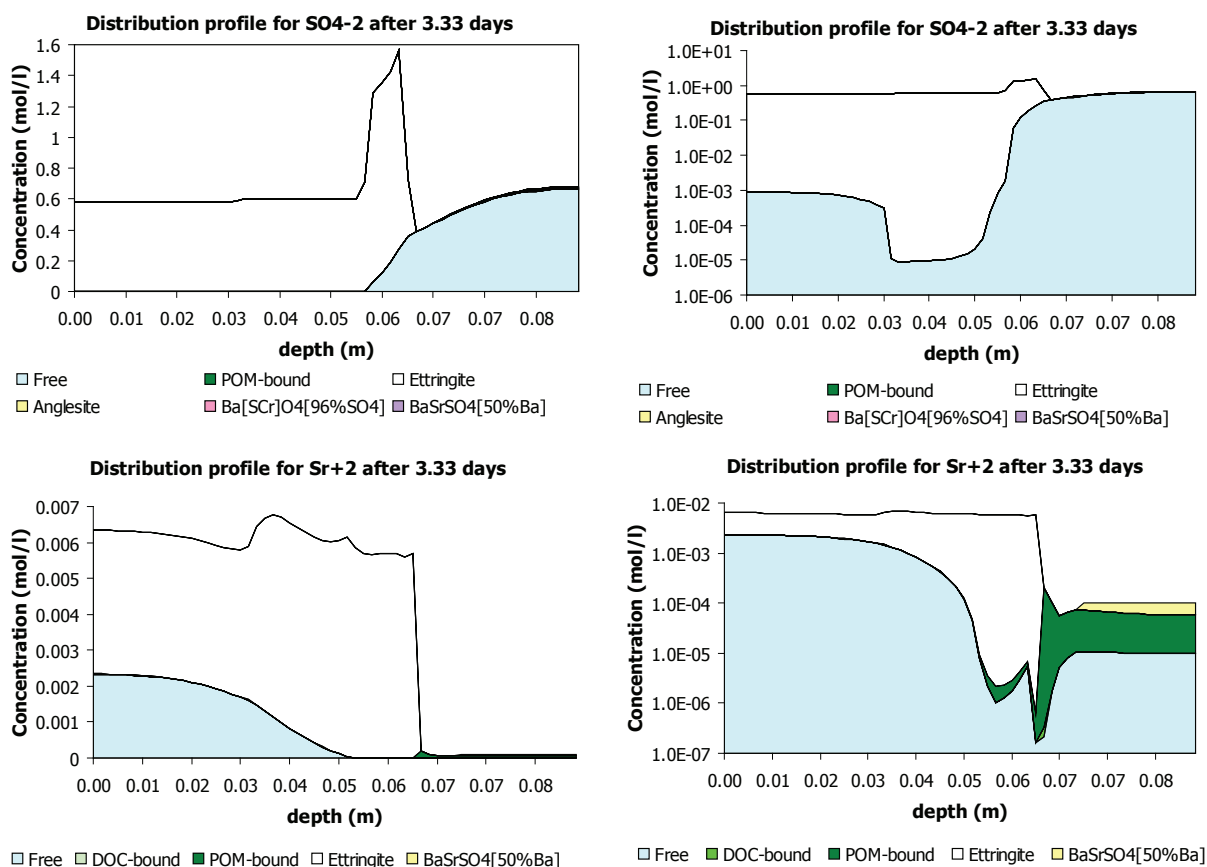 Distribution profile for SO4-2 after 3.33 days
Concentration (mol/l)
1.6
1.4
1.2
1
0.8
0.6
0.4
0.2
0
0.00 0.01 0.02 0.03 0.04 0.05 0.06 0.07 0.07 0.08
depth (m)
Free POM-bound Ettringite
Anglesite Ba[SCr]O4[96%SO4] BaSrSO4[50%Ba]
Distribution profile for SO4-2 after 3.33 days
Concentration (mol/l)
1.0E+01
1.0E+00
1.0E-01
1.0E-02
1.0E-03
1.0E-04
1.0E-05
1.0E-06
0.00 0.01 0.02 0.03 0.04 0.05 0.06 0.07 0.07 0.08
depth (m)
Free POM-bound Ettringite
Anglesite Ba[SCr]O4[96%SO4] BaSrSO4[50%Ba]
Distribution profile for Sr+2 after 3.33 days
Concentration (mol/l)
0.007
0.006
0.005
0.004
0.003
0.002
0.001
0
0.00 0.01 0.02 0.03 0.04 0.05 0.06 0.07 0.07 0.08
depth (m)
Free DOC-bound POM-bound Ettringite BaSrSO4[50%Ba]
Distribution profile for Sr+2 after 3.33 days
Concentration (mol/l)
1.0E-02
1.0E-03
1.0E-04
1.0E-05
1.0E-06
1.0E-07
0.00 0.01 0.02 0.03 0.04 0.05 0.06 0.07 0.07 0.08
depth (m)
Free DOC-bound POM-bound Ettringite BaSrSO4[50%Ba]